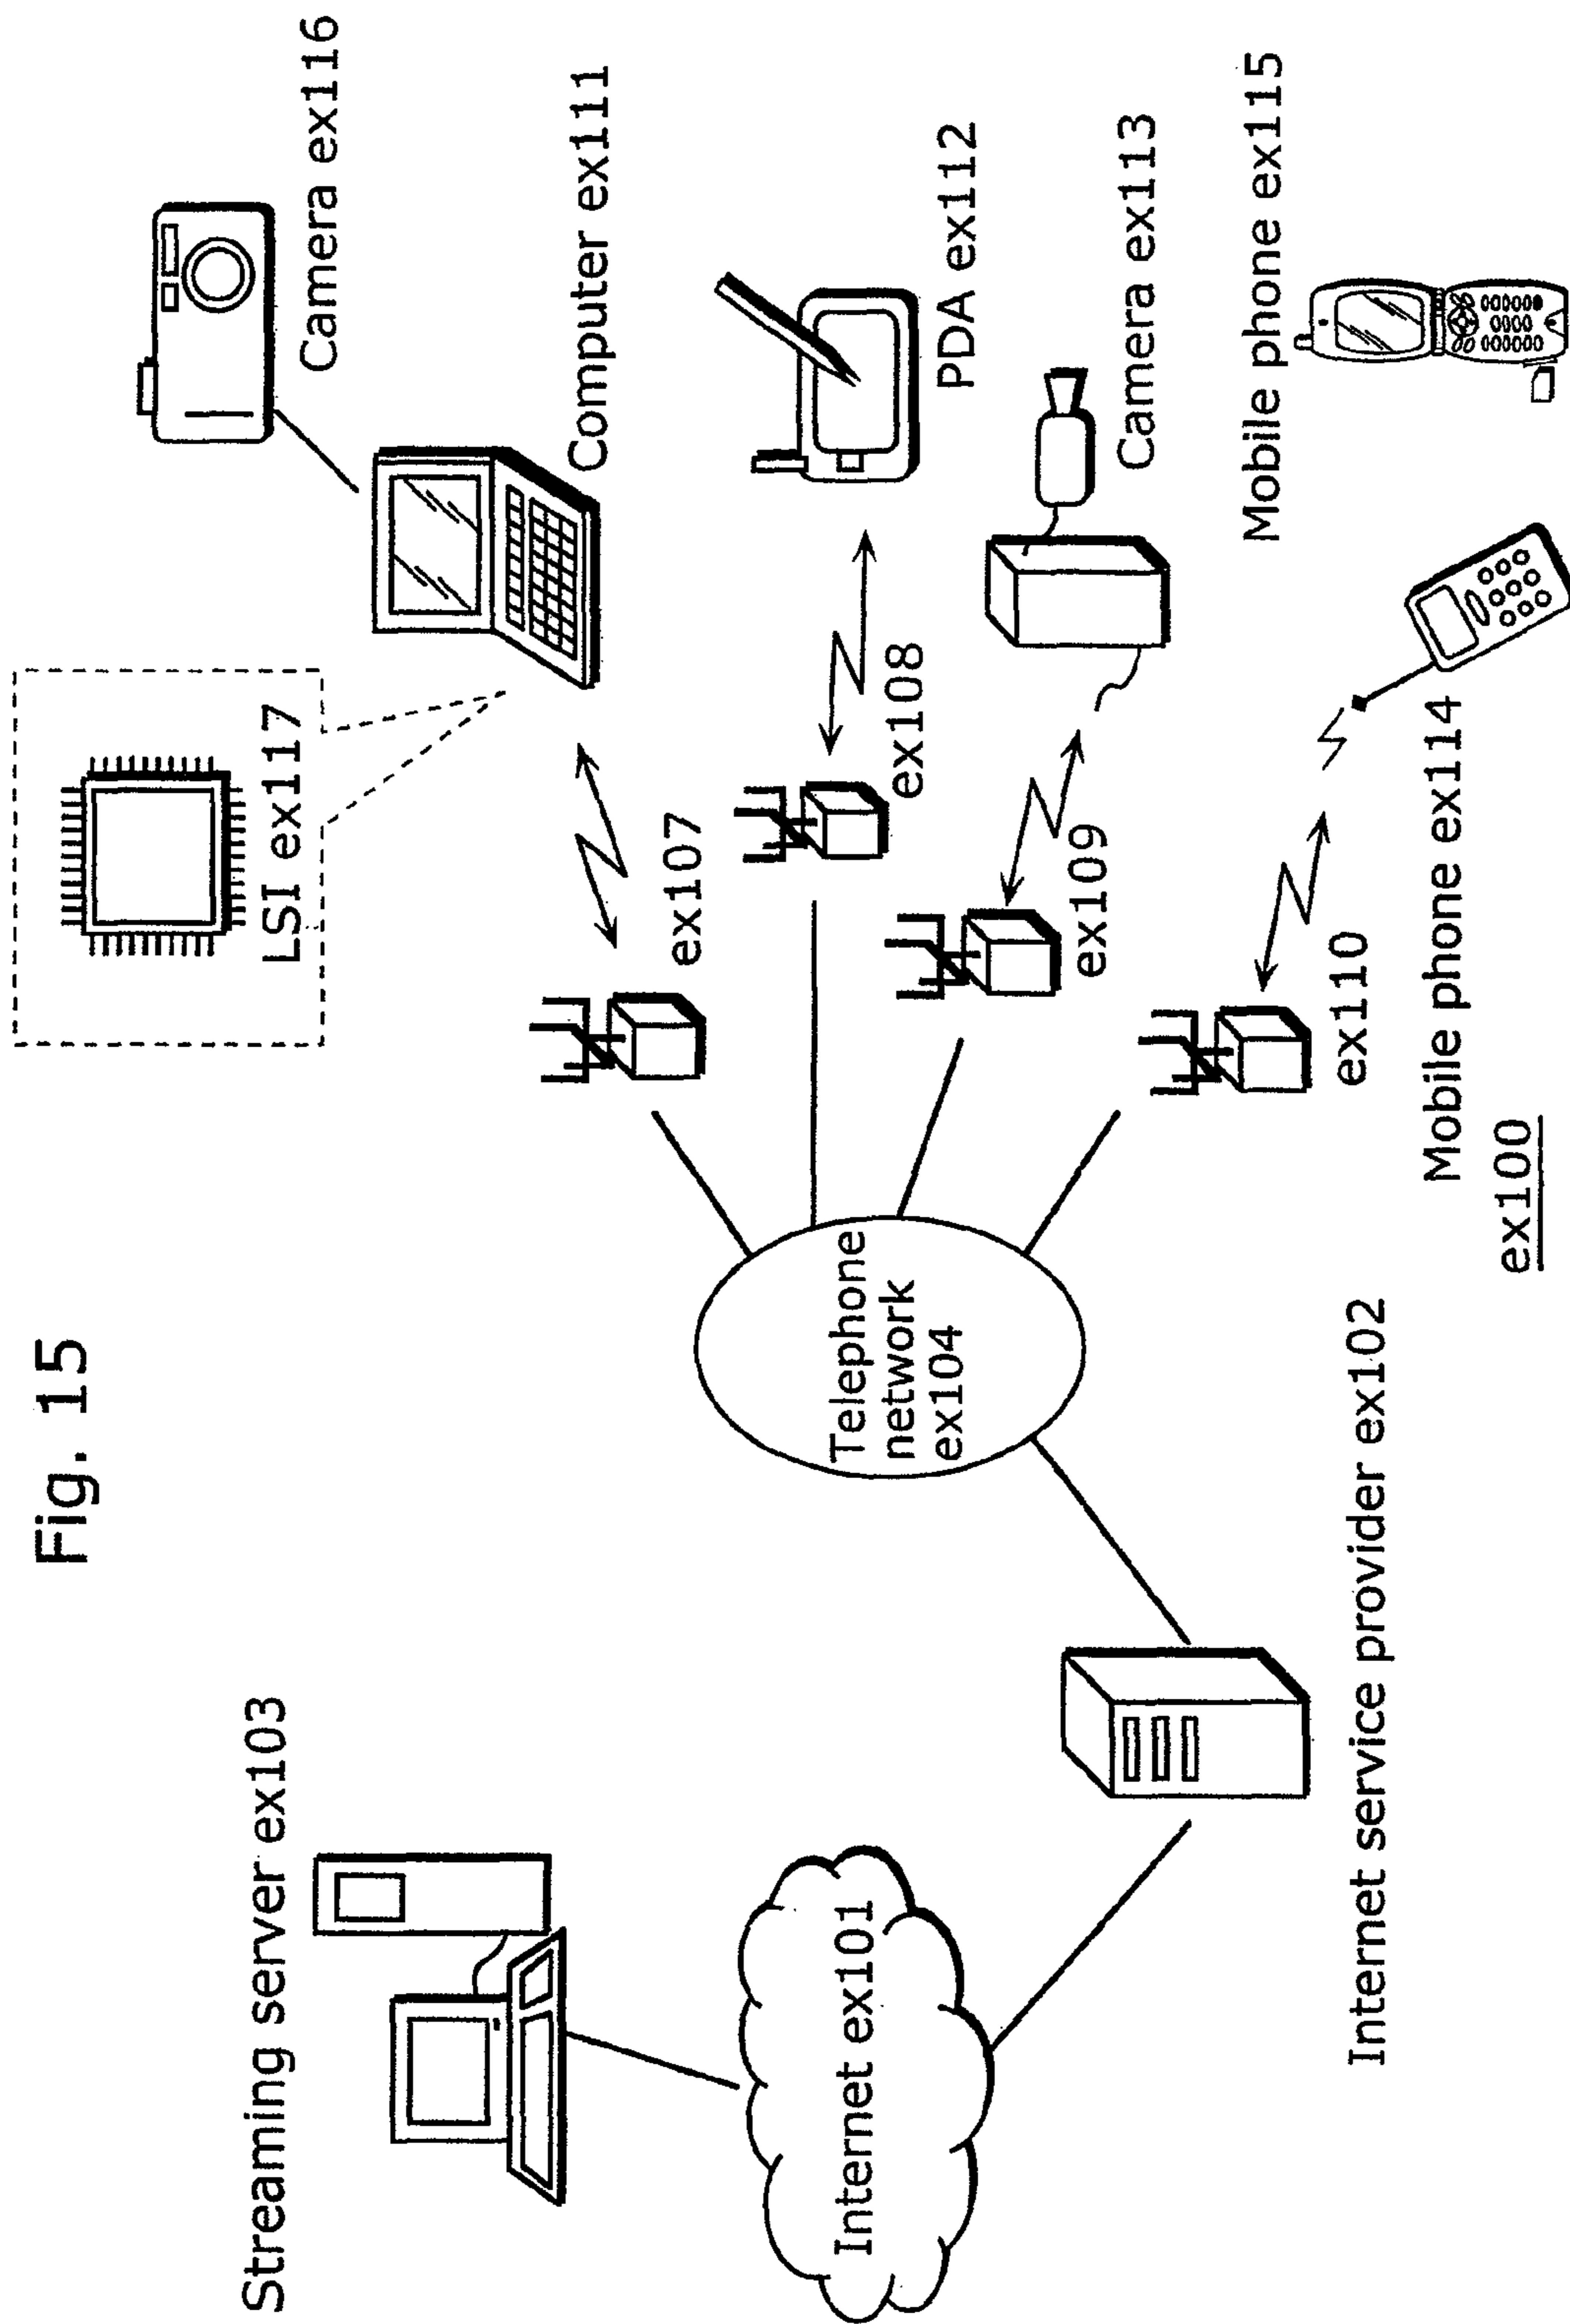 Fig. 15
Streaming server ex103
LSI ex117
Camera ex116
Computer ex111
ex107
Internet ex101
Telephone
network
ex104
ex108
PDA ex112
ex109
Camera ex113
Internet service provider ex102
ex110
Mobile phone ex115
Mobile phone ex114
ex100